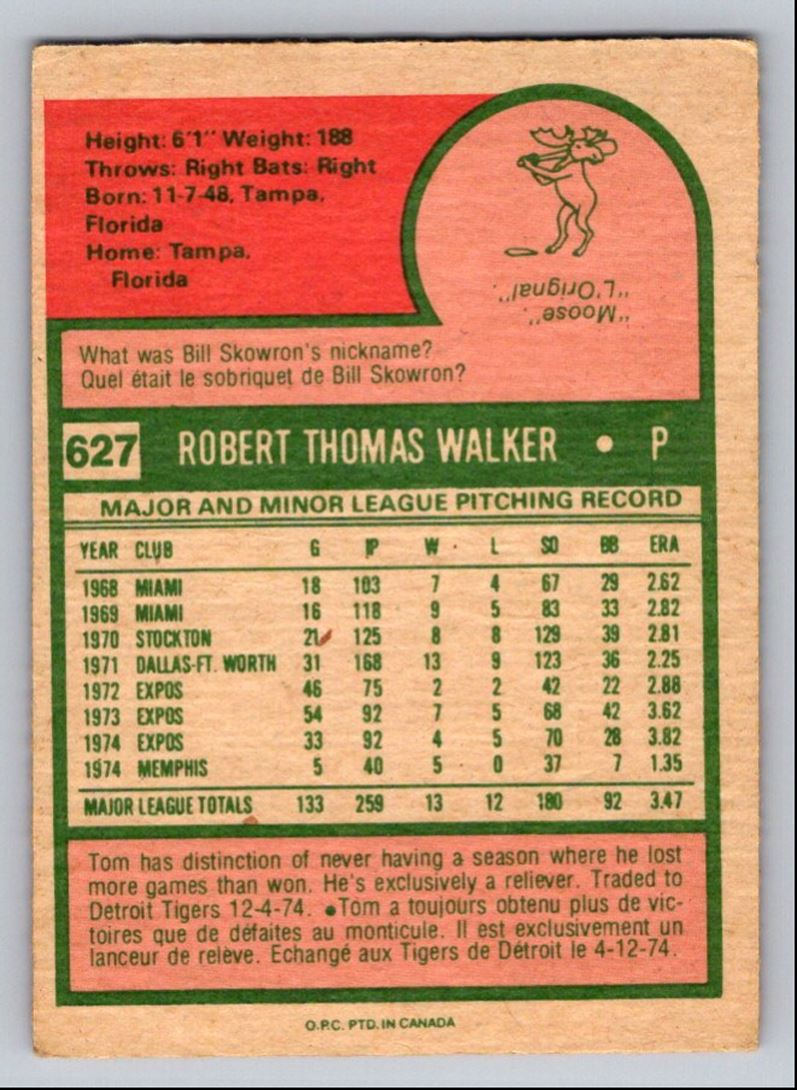 Height: 6'1" Weight: 188
Throws: Right Bats: Right
Born: 11-7-48, Tampa,
Florida
Home: Tampa,
Florida
"Moose".
"L'Orignal".
What was Bill Skowron's nickname?
Quel était le sobriquet de Bill Skowron?
627 ROBERT THOMAS WALKER • P
MAJOR AND MINOR LEAGUE PITCHING RECORD
YEAR CLUB G IP W L SO BB ERA
1968 MIAMI 18 103 7 4 67 29 2.62
1969 MIAMI 16 118 9 5 83 33 2.82
1970 STOCKTON 21 125 8 8 129 39 2.81
1971 DALLAS-FT. WORTH 31 168 13 9 123 36 2.25
1972 EXPOS 46 75 2 2 42 22 2.88
1973 EXPOS 54 92 7 5 68 42 3.62
1974 EXPOS 33 92 4 5 70 28 3.82
1974 MEMPHIS 5 40 5 0 37 7 1.35
MAJOR LEAGUE TOTALS 133 259 13 12 180 92 3.47
Tom has distinction of never having a season where he lost
more games than won. He's exclusively a reliever. Traded to
Detroit Tigers 12-4-74. •Tom a toujours obtenu plus de vic-
toires que de défaites au monticule. Il est exclusivement un
lanceur de relève. Echangé aux Tigers de Détroit le 4-12-74.
O.P.C. PTD. IN CANADA